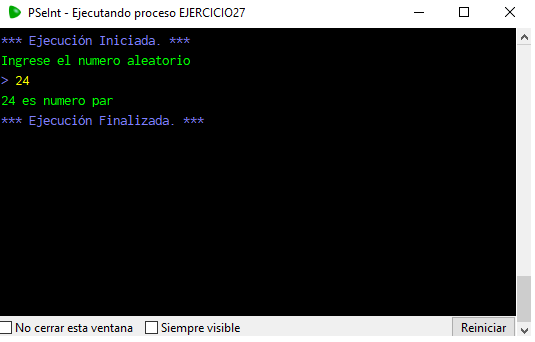 PSeInt - Ejecutando proceso EJERCICIO27
*** Ejecución Iniciada. ***
Ingrese el numero aleatorio
> 24
24 es numero par
*** Ejecución Finalizada. ***
No cerrar esta ventana Siempre visible Reiniciar